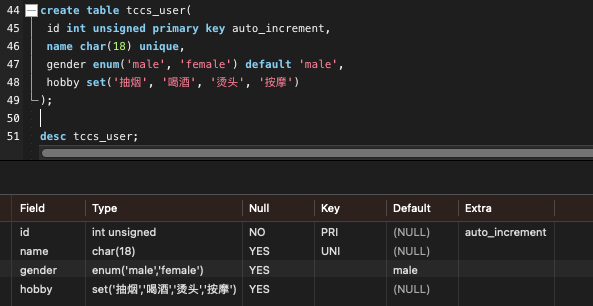 44 create table tccs_user(
45 id int unsigned primary key auto_increment,
46 name char(18) unique,
47 gender enum('male', 'female') default 'male',
48 hobby set('抽烟', '喝酒', '烫头', '按摩')
49 );
50
51 desc tccs_user;
Field Type Null Key Default Extra
id int unsigned NO PRI (NULL) auto_increment
name char(18) YES UNI (NULL)
gender enum('male','female') YES male
hobby set('抽烟','喝酒','烫头','按摩') YES (NULL)